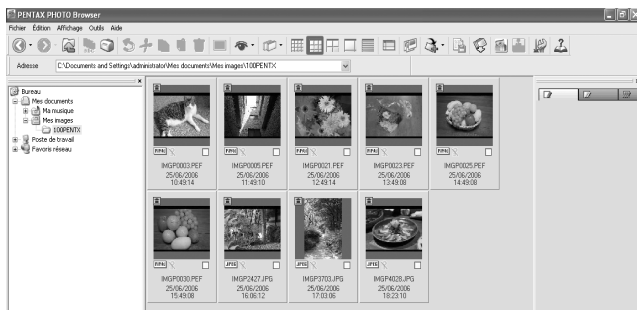 PENTAX PHOTO Browser
Fichier Édition Affichage Outils Aide
Adresse C:\Documents and Settings\administrator\Mes documents\Mes images\100PENTX
Bureau
Mes documents
Ma musique
Mes images
100PENTX
Poste de travail
Favoris réseau
IMGP0003.PEF
25/06/2006
10:49:14
IMGP0005.PEF
25/06/2006
11:49:10
IMGP0021.PEF
25/06/2006
12:49:14
IMGP0023.PEF
25/06/2006
13:49:08
IMGP0025.PEF
25/06/2006
14:49:08
IMGP0030.PEF
25/06/2006
15:49:08
JPEG
IMGP2427.JPG
25/06/2006
16:06:12
JPEG
IMGP3703.JPG
25/06/2006
17:03:06
JPEG
IMGP4028.JPG
25/06/2006
18:23:10